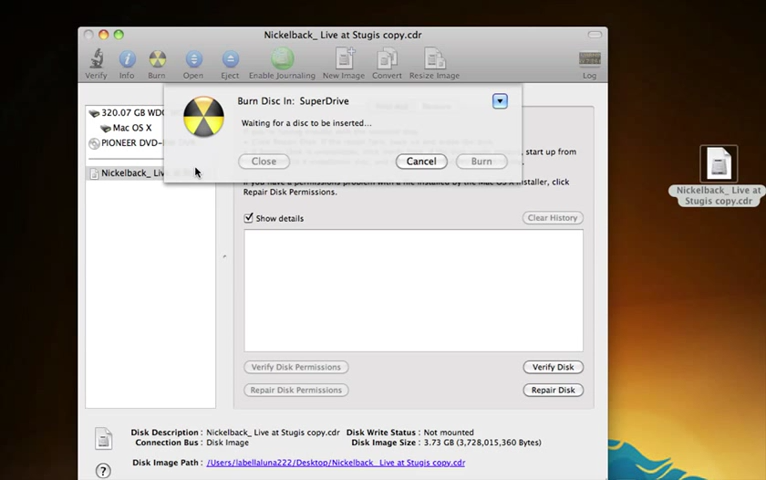 Nickelback_ Live at Stugis copy.cdr
Verify Info Burn Open Eject Enable Journaling New Image Convert Resize Image Log
Burn Disc In: SuperDrive
Waiting for a disc to be inserted...
Close Cancel Burn
320.07 GB WD
Mac OS X
PIONEER DVD-
Nickelback_ Liv
start up from
If you have a permissions problem with a file installed by the Mac OS X installer, click
Repair Disk Permissions.
Show details
Clear History
Verify Disk Permissions
Verify Disk
Repair Disk Permissions
Repair Disk
Disk Description : Nickelback_ Live at Stugis copy.cdr
Connection Bus : Disk Image
Disk Write Status : Not mounted
Disk Image Size : 3.73 GB (3,728,015,360 Bytes)
Disk Image Path : /Users/labellaluna222/Desktop/Nickelback_ Live at Stugis copy.cdr
?
Nickelback_ Live at
Stugis copy.cdr